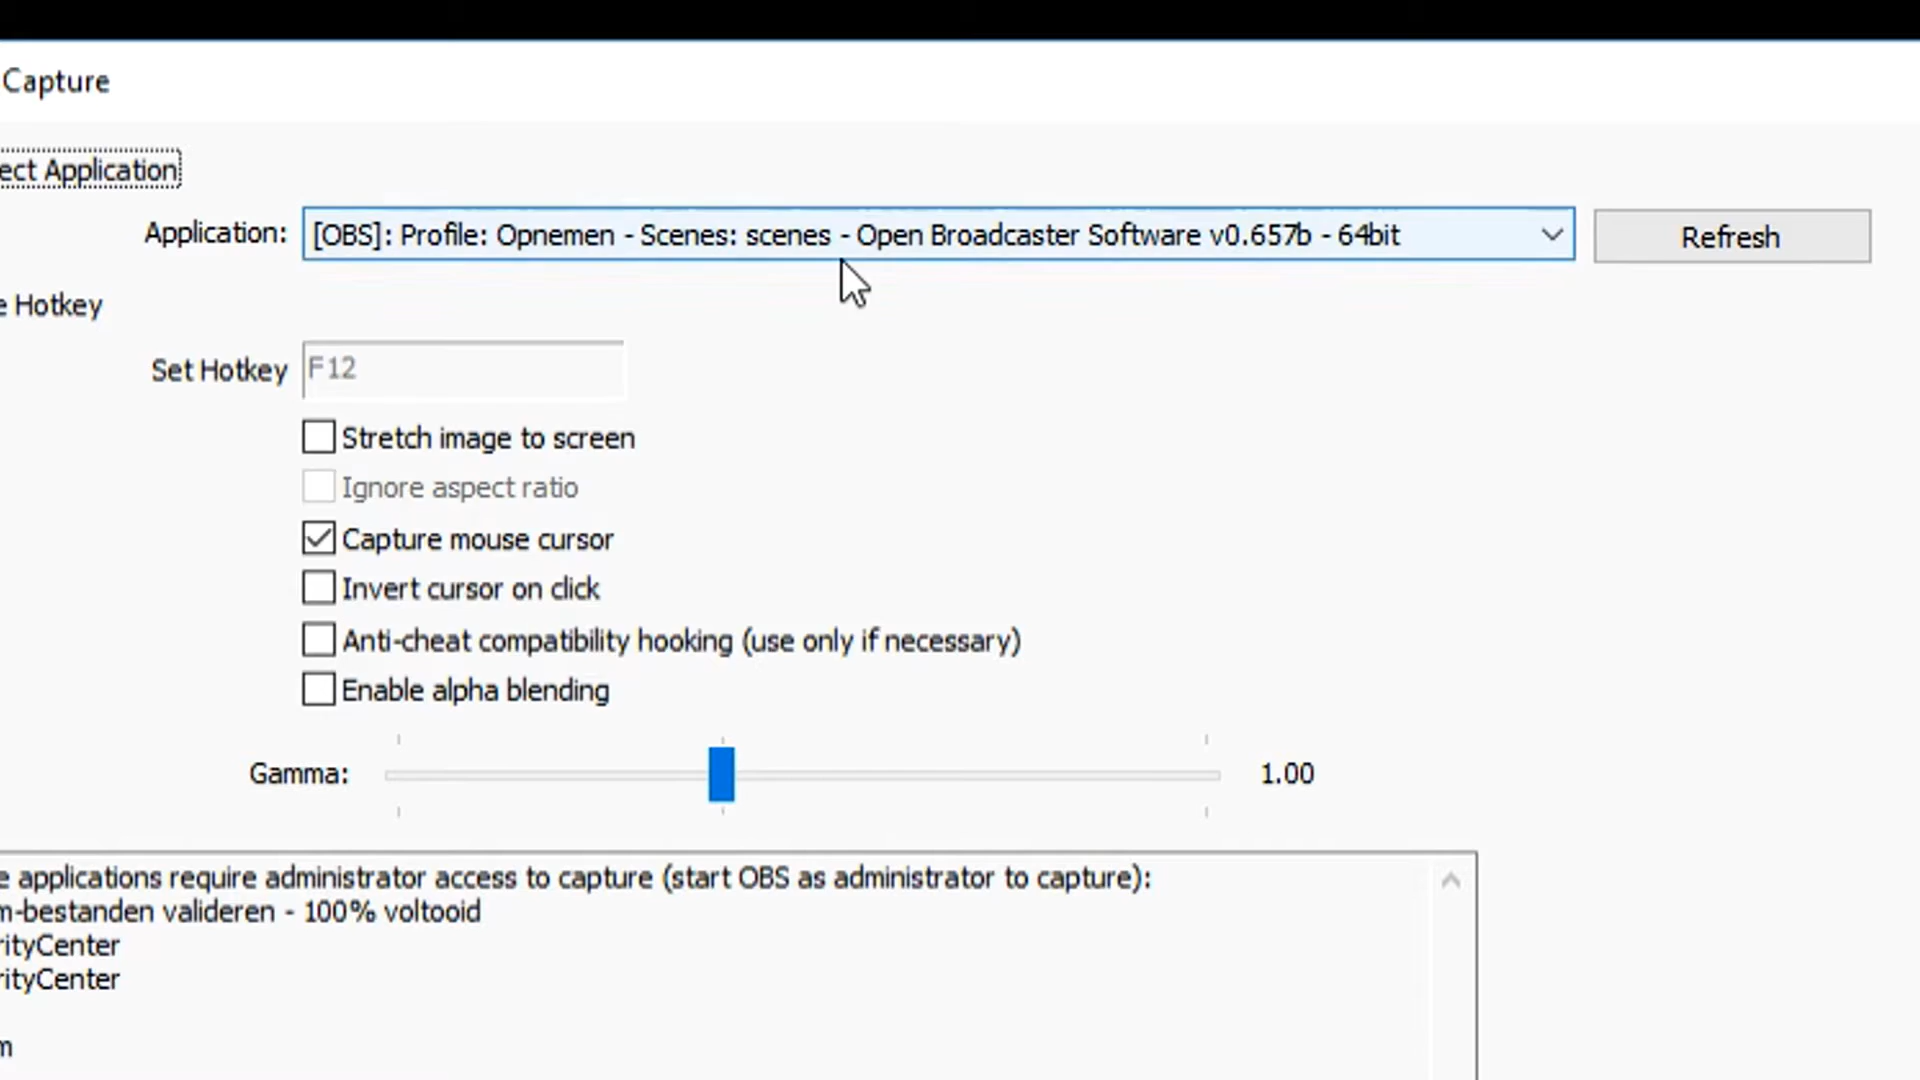 Capture
ect Application
Application: [OBS]: Profile: Opnemen - Scenes: scenes - Open Broadcaster Software v0.657b - 64bit Refresh
e Hotkey
Set Hotkey F12
Stretch image to screen
Ignore aspect ratio
Capture mouse cursor
Invert cursor on click
Anti-cheat compatibility hooking (use only if necessary)
Enable alpha blending
Gamma: 1.00
e applications require administrator access to capture (start OBS as administrator to capture):
m-bestanden valideren - 100% voltooid
rityCenter
rityCenter
m